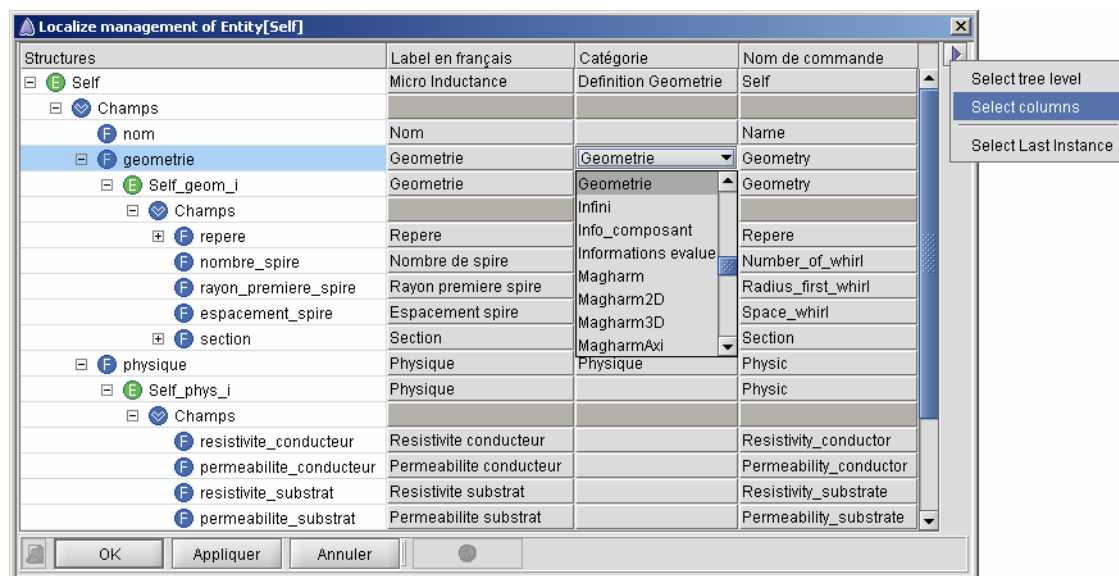 Localize management of Entity[Self]
Structures Label en français Catégorie Nom de commande
E Self Micro Inductance Definition Geometrie Self
Champs
F nom Nom Name
F geometrie Geometrie Geometrie Geometry
E Self_geom_i Geometrie Geometrie Geometry
Champs Infini
Info_composant
F repere Repere Repere
Informations evalue
F nombre_spire Nombre de spire Number_of_whirl
Magharm
F rayon_premiere_spire Rayon premiere spire Radius_first_whirl
Magharm2D
F espacement_spire Espacement spire Space_whirl
Magharm3D
F section Section MagharmAxi Section
F physique Physique Physique Physic
E Self_phys_i Physique Physic
Champs
F resistivite_conducteur Resistivite conducteur Resistivity_conductor
F permeabilite_conducteur Permeabilite conducteur Permeability_conductor
F resistivite_substrat Resistivite substrat Resistivity_substrate
F permeabilite_substrat Permeabilite substrat Permeability_substrate
OK Appliquer Annuler
Select tree level
Select columns
Select Last Instance